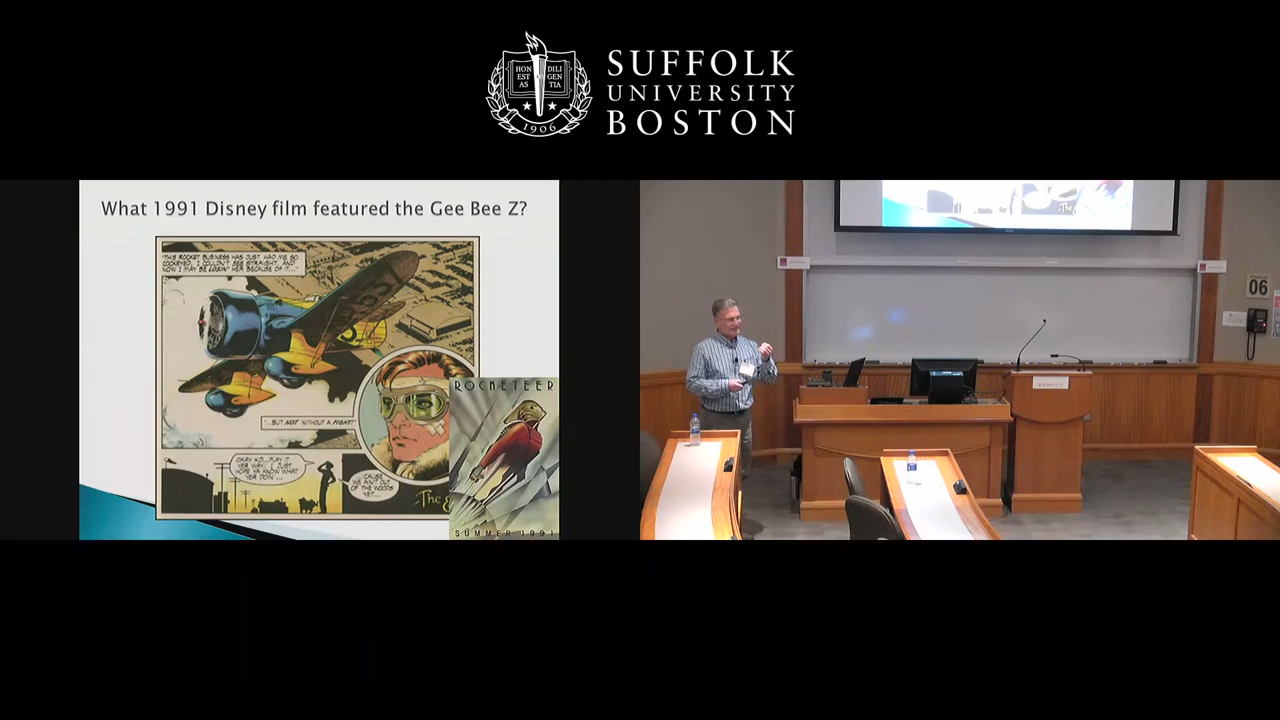 HON
EST
AS
DILI
GEN
TIA
1906
SUFFOLK
UNIVERSITY
BOSTON
What 1991 Disney film featured the Gee Bee Z?
"THIS ROCKET BUSINESS HAS JUST HAD ME SO
COCKEYED, I COULDN'T SEE STRAIGHT, AND
NOW I MAY BE LOSIN' HER BECAUSE OF IT..."
"...BUT NOT WITHOUT A FIGHT!"
OKAY KID...PLAY IT
YER WAY. I JUST
HOPE YA KNOW WHAT
YER DOIN'...
'CAUSE
WE AIN'T OUT
OF THE WOODS
YET...
The
ROCKETEER
SUMMER 1991
06